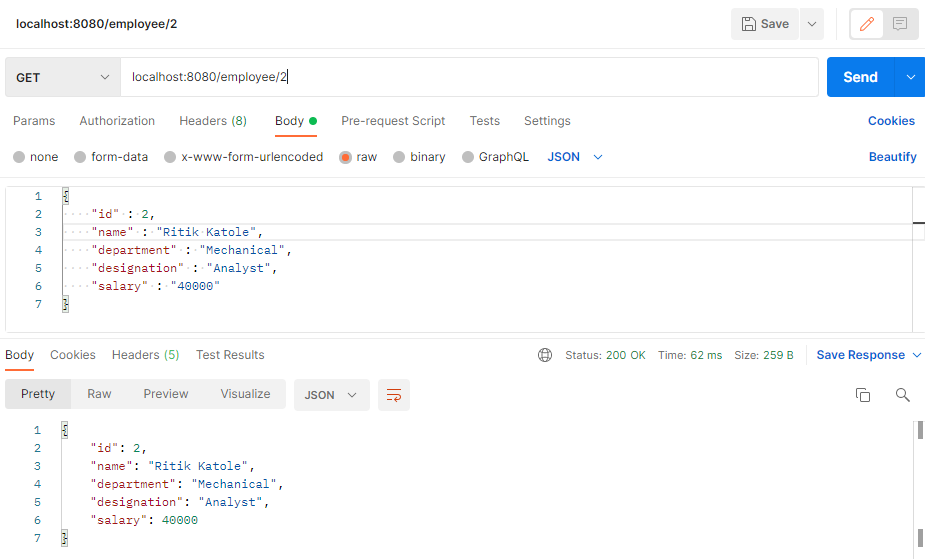 localhost:8080/employee/2 Save
GET localhost:8080/employee/2 Send
Params Authorization Headers (8) Body Pre-request Script Tests Settings Cookies
none form-data x-www-form-urlencoded raw binary GraphQL JSON Beautify
1 {
2 "id" : 2,
3 "name" : "Ritik Katole",
4 "department" : "Mechanical",
5 "designation" : "Analyst",
6 "salary" : "40000"
7 }
Body Cookies Headers (5) Test Results Status: 200 OK Time: 62 ms Size: 259 B Save Response
Pretty Raw Preview Visualize JSON
1 {
2 "id": 2,
3 "name": "Ritik Katole",
4 "department": "Mechanical",
5 "designation": "Analyst",
6 "salary": 40000
7 }